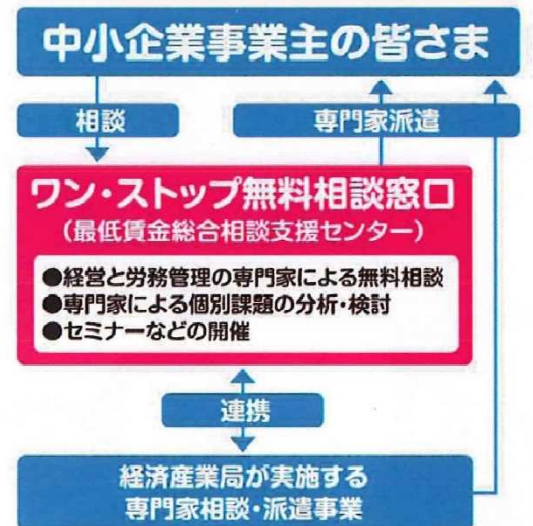 中小企業事業主の皆さま
相談
専門家派遣
ワン・ストップ無料相談窓口
(最低賃金総合相談支援センター)
●経営と労務管理の専門家による無料相談
●専門家による個別課題の分析・検討
●セミナーなどの開催
連携
経済産業局が実施する
専門家相談・派遣事業